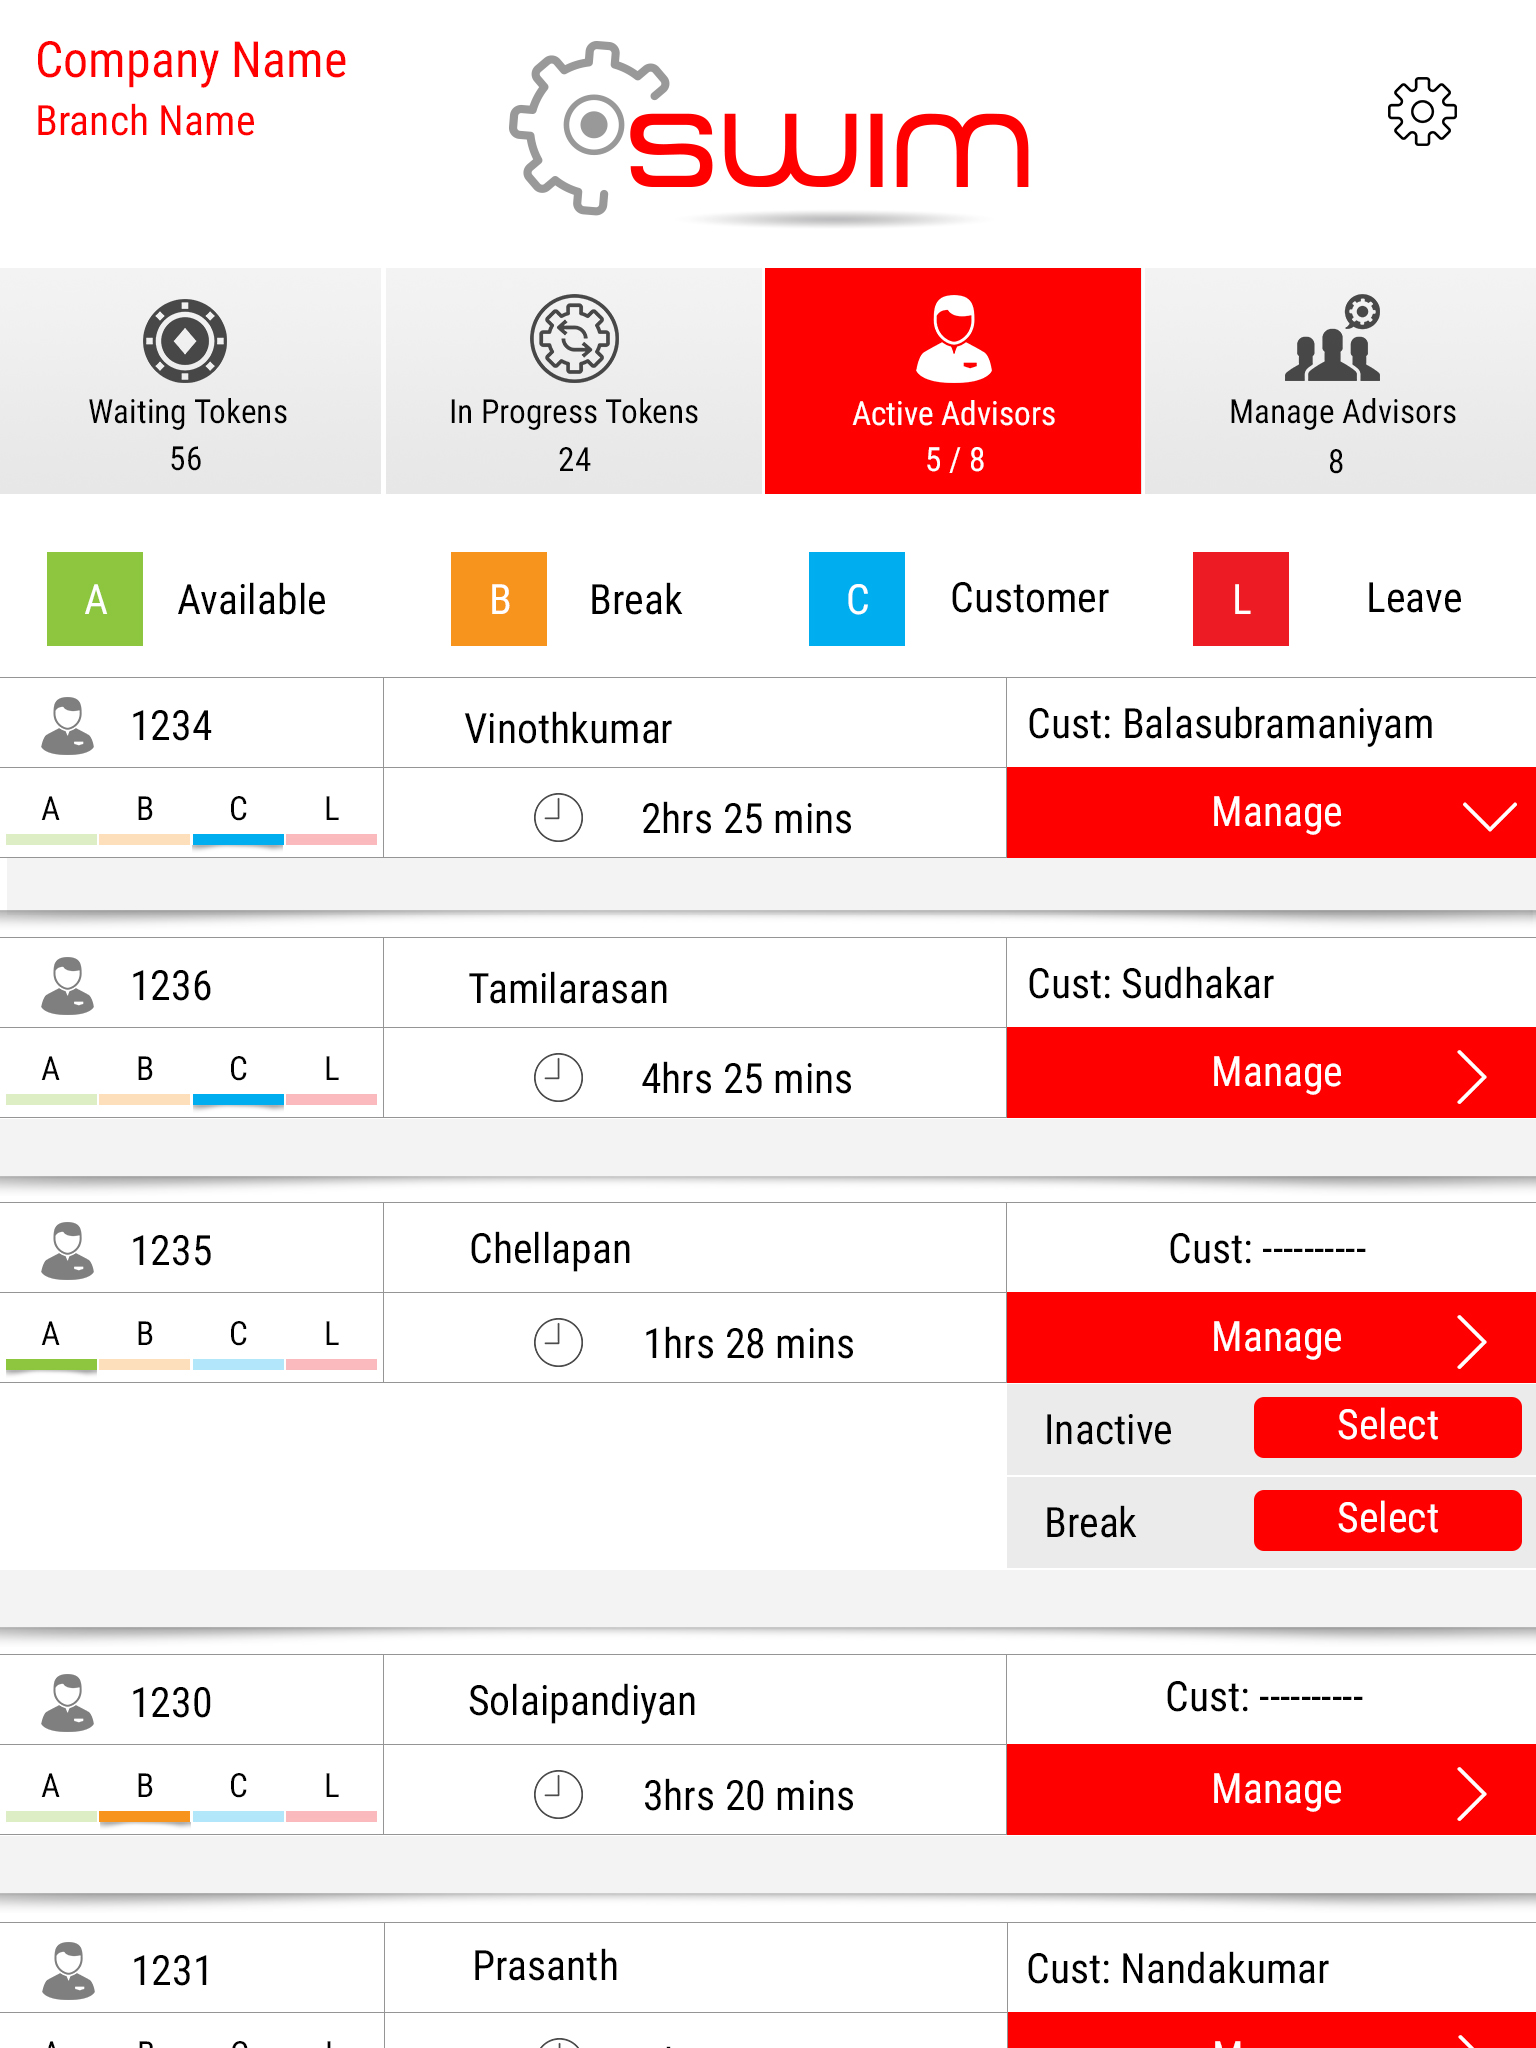 Company Name
Branch Name
swim
Waiting Tokens
56
In Progress Tokens
24
Active Advisors
5 / 8
Manage Advisors
8
A Available
B Break
C Customer
L Leave
1234 Vinothkumar Cust: Balasubramaniyam
A B C L 2hrs 25 mins Manage
1236 Tamilarasan Cust: Sudhakar
A B C L 4hrs 25 mins Manage
1235 Chellapan Cust: ----------
A B C L 1hrs 28 mins Manage
Inactive Select
Break Select
1230 Solaipandiyan Cust: ----------
A B C L 3hrs 20 mins Manage
1231 Prasanth Cust: Nandakumar